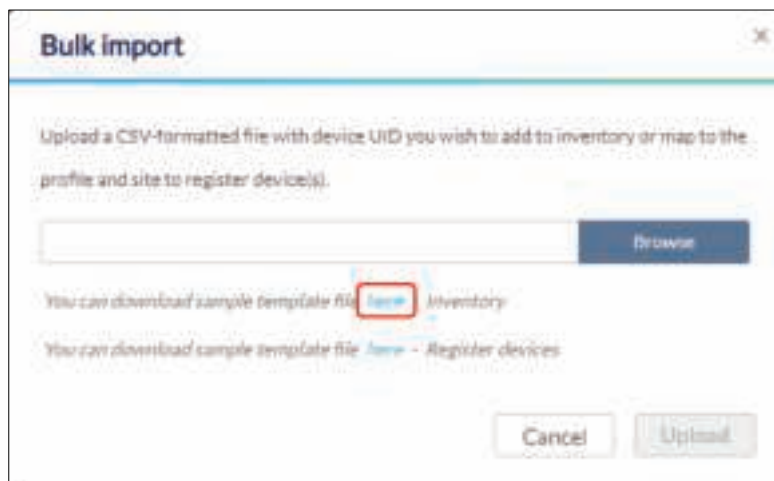 Bulk import
×
Upload a CSV-formatted file with device UID you wish to add to inventory or map to the
profile and site to register device(s).
Browse
You can download sample template file here - Inventory
You can download sample template file here - Register devices
Cancel Upload